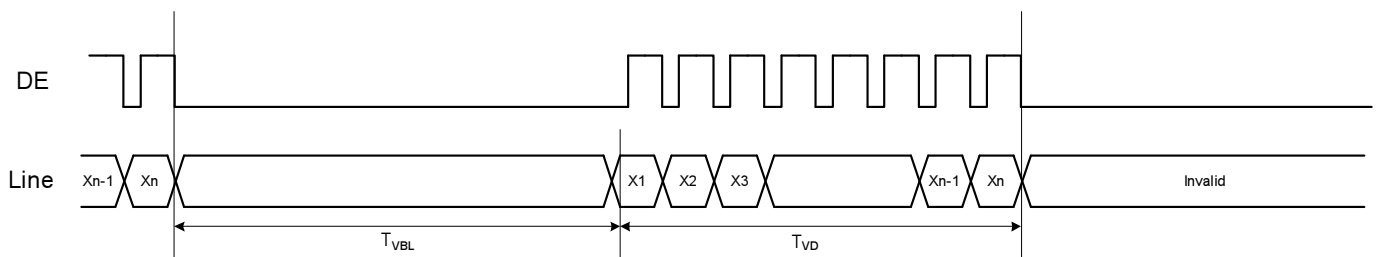 DE
Line
Xn-1
Xn
X1
X2
X3
Xn-1
Xn
Invalid
TVBL
TVD